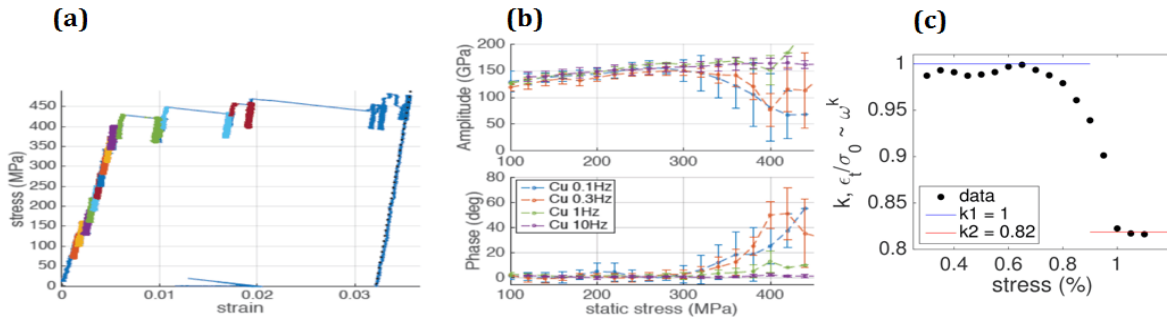 (a)
450
400
350
300
250
200
150
100
50
0
stress (MPa)
0
0.01
0.02
0.03
strain
(b)
200
150
100
50
0
Amplitude (GPa)
100
200
300
400
80
60
40
20
0
Phase (deg)
Cu 0.1Hz
Cu 0.3Hz
Cu 1Hz
Cu 10Hz
100
200
300
400
static stress (MPa)
(c)
1
0.95
0.9
0.85
0.8
k, ϵt/σ0 ~ ω^k
data
k1 = 1
k2 = 0.82
0.4
0.6
0.8
1
stress (%)